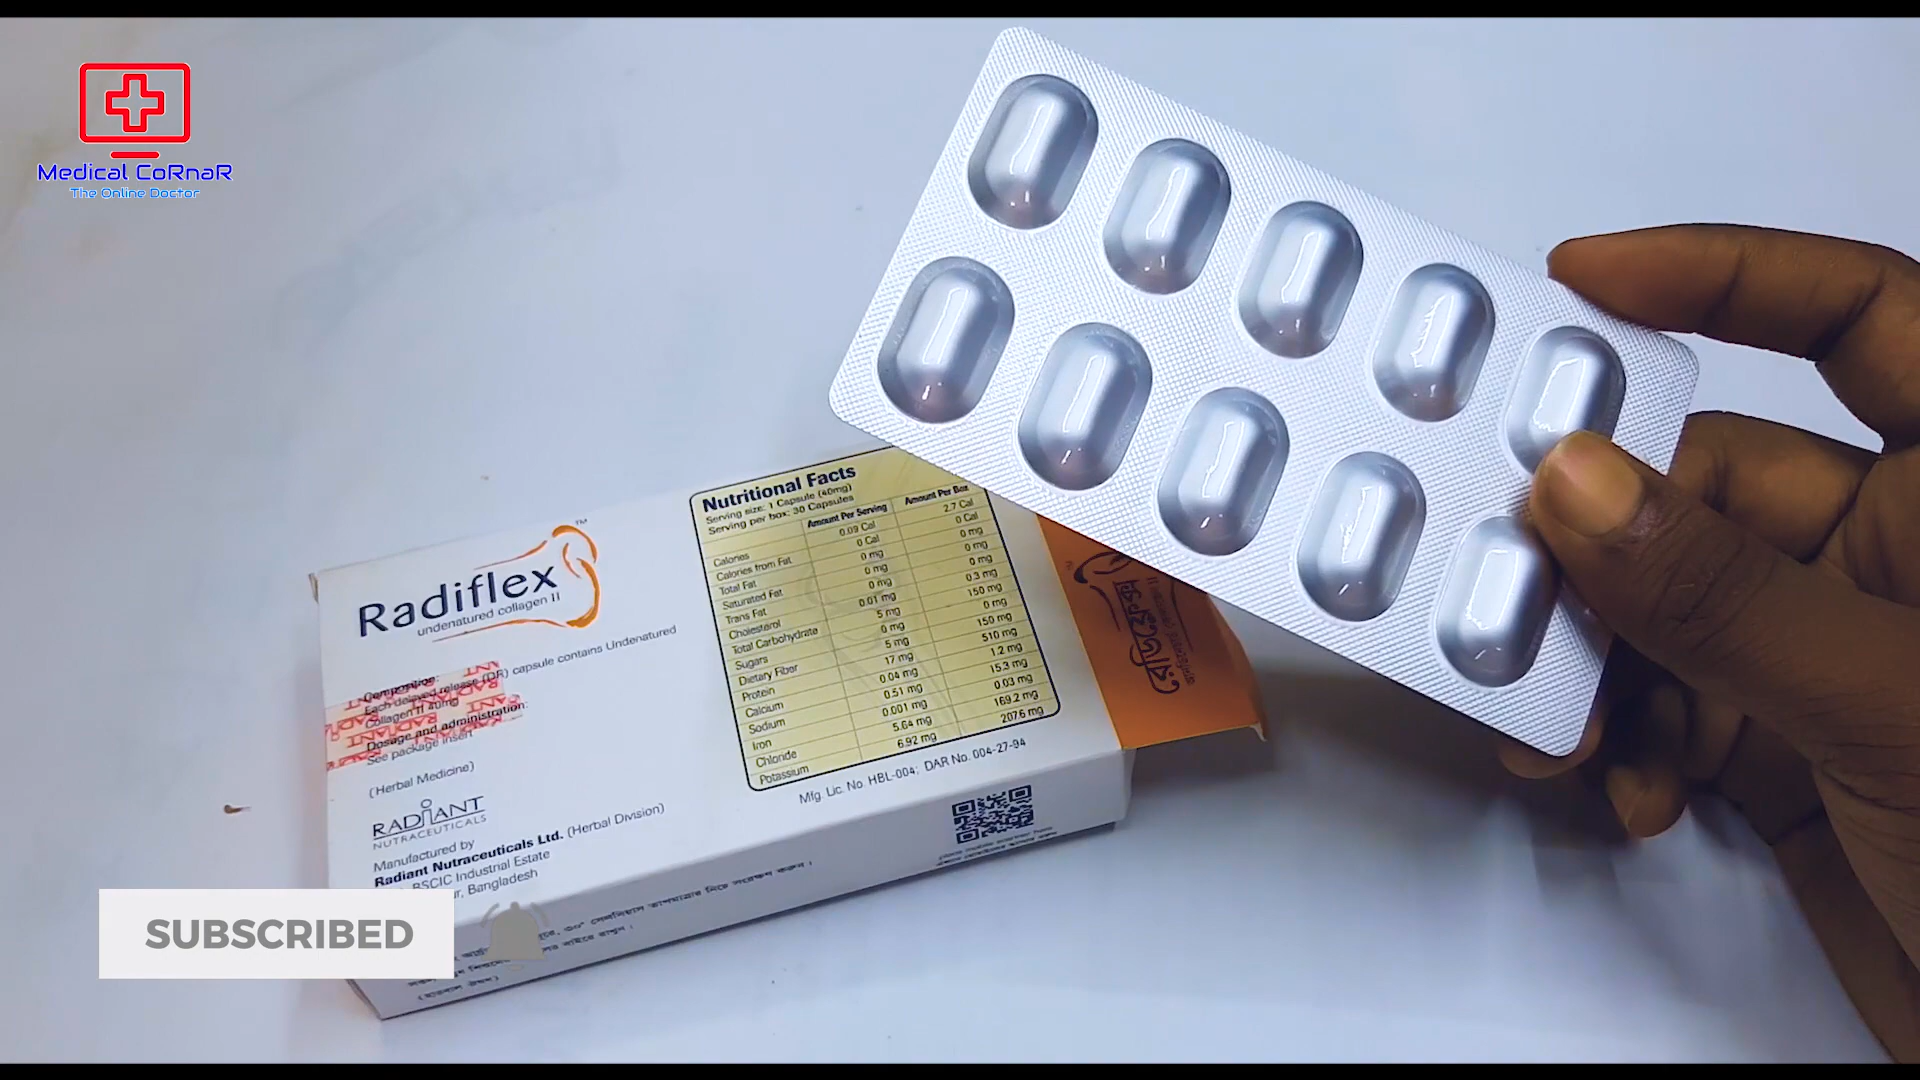 Medical CoRnaR
The Online Doctor
Radiflex™
undenatured collagen II
Composition:
Each delayed release (DR) capsule contains Undenatured
Collagen II 40mg
Dosage and administration:
See package insert
(Herbal Medicine)
RADIANT
NUTRACEUTICALS
Manufactured by
Radiant Nutraceuticals Ltd. (Herbal Division)
BSCIC Industrial Estate
Bangladesh
Nutritional Facts
Serving size: 1 Capsule (40mg)
Serving per box: 30 Capsules
Amount Per Serving Amount Per Box
Calories 0.09 Cal 2.7 Cal
Calories from Fat 0 Cal 0 Cal
Total Fat 0 mg 0 mg
Saturated Fat 0 mg 0 mg
Trans Fat 0 mg 0 mg
Cholesterol 0.01 mg 0.3 mg
Total Carbohydrate 5 mg 150 mg
Sugars 0 mg 0 mg
Dietary Fiber 5 mg 150 mg
Protein 17 mg 510 mg
Calcium 0.04 mg 1.2 mg
Sodium 0.51 mg 15.3 mg
Iron 0.001 mg 0.03 mg
Chloride 5.64 mg 169.2 mg
Potassium 6.92 mg 207.6 mg
Mfg. Lic. No. HBL-004; DAR No. 004-27-94
রেডিফ্লেক্স
৩০° সেলসিয়াস তাপমাত্রার নিচে সংরক্ষণ করুন।
বাইরে রাখুন।
SUBSCRIBED